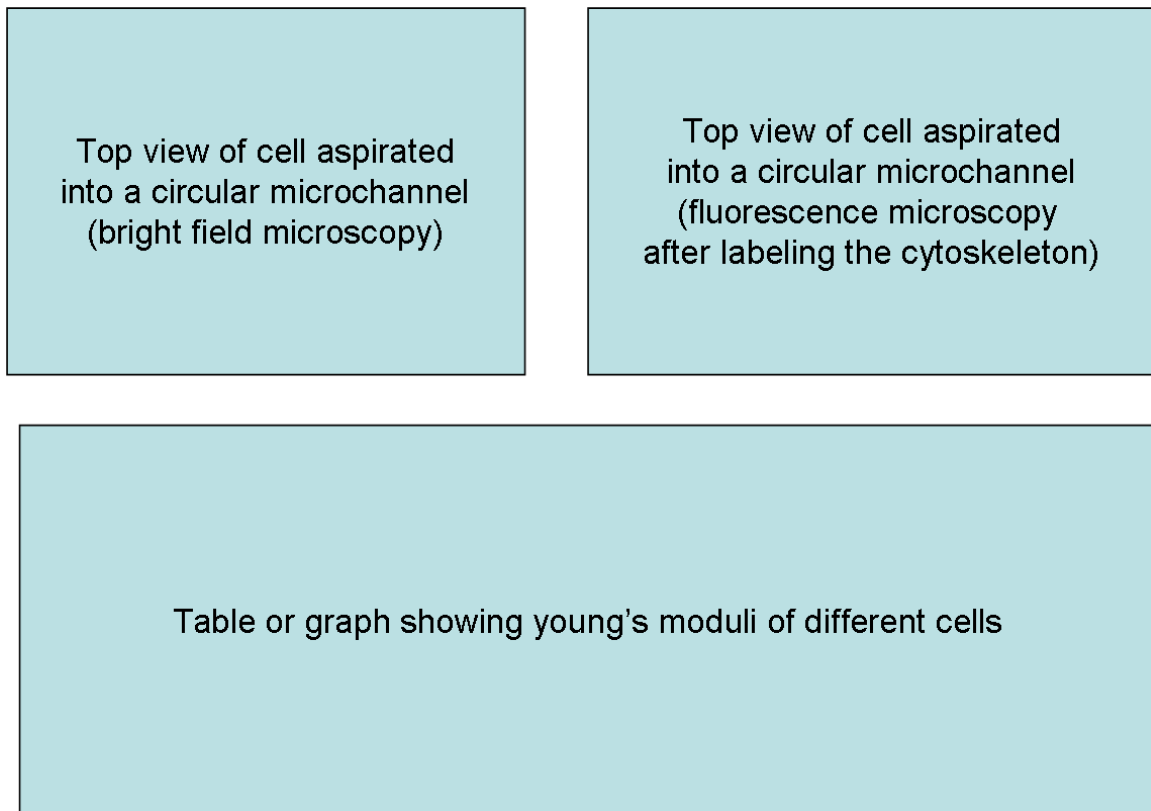 Top view of cell aspirated
into a circular microchannel
(bright field microscopy)
Top view of cell aspirated
into a circular microchannel
(fluorescence microscopy
after labeling the cytoskeleton)
Table or graph showing young's moduli of different cells